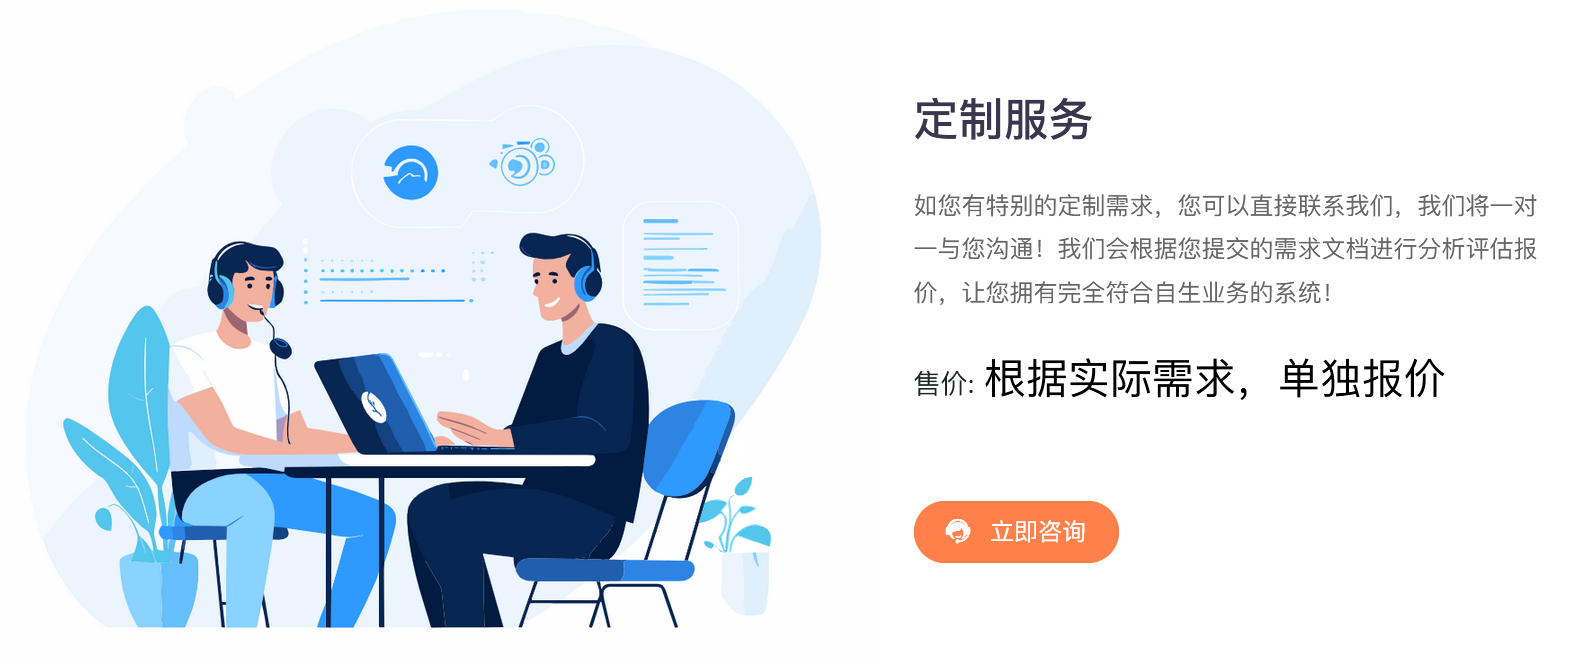 定制服务
如您有特别的定制需求，您可以直接联系我们，我们将一对
一与您沟通！我们会根据您提交的需求文档进行分析评估报
价，让您拥有完全符合自生业务的系统！
售价: 根据实际需求，单独报价
立即咨询